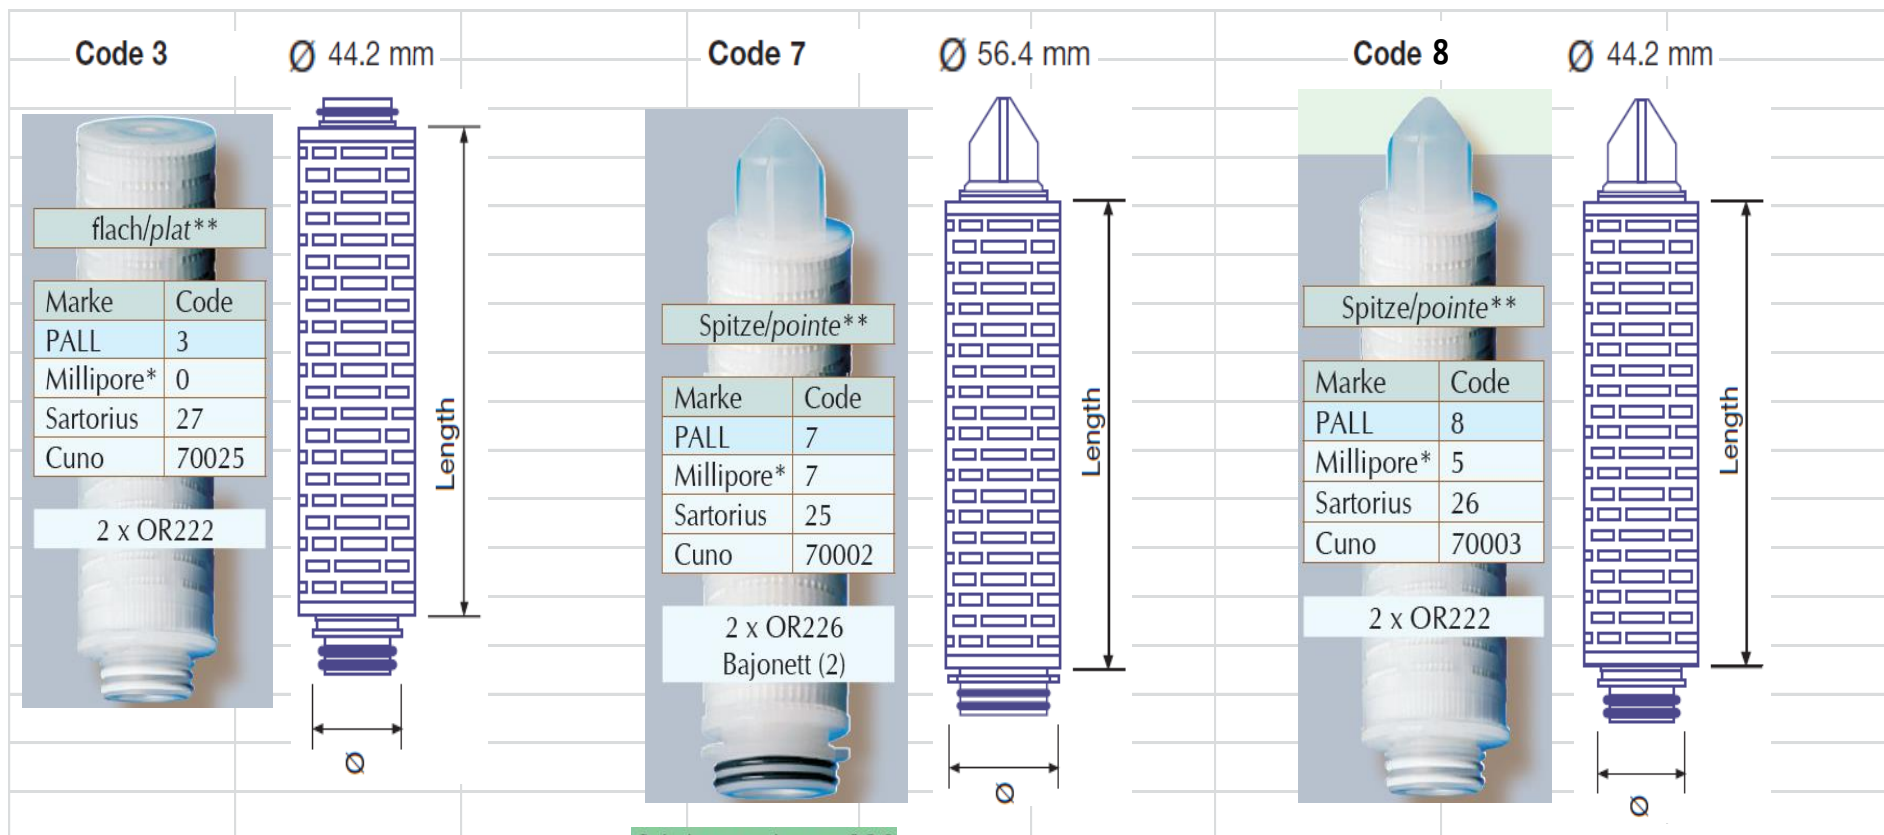 Code 3
Ø 44.2 mm
flach/plat**
Marke Code
PALL 3
Millipore* 0
Sartorius 27
Cuno 70025
2 x OR222
Length
Ø
Code 7
Ø 56.4 mm
Spitze/pointe**
Marke Code
PALL 7
Millipore* 7
Sartorius 25
Cuno 70002
2 x OR226
Bajonett (2)
Length
Ø
Code 8
Ø 44.2 mm
Spitze/pointe**
Marke Code
PALL 8
Millipore* 5
Sartorius 26
Cuno 70003
2 x OR222
Length
Ø